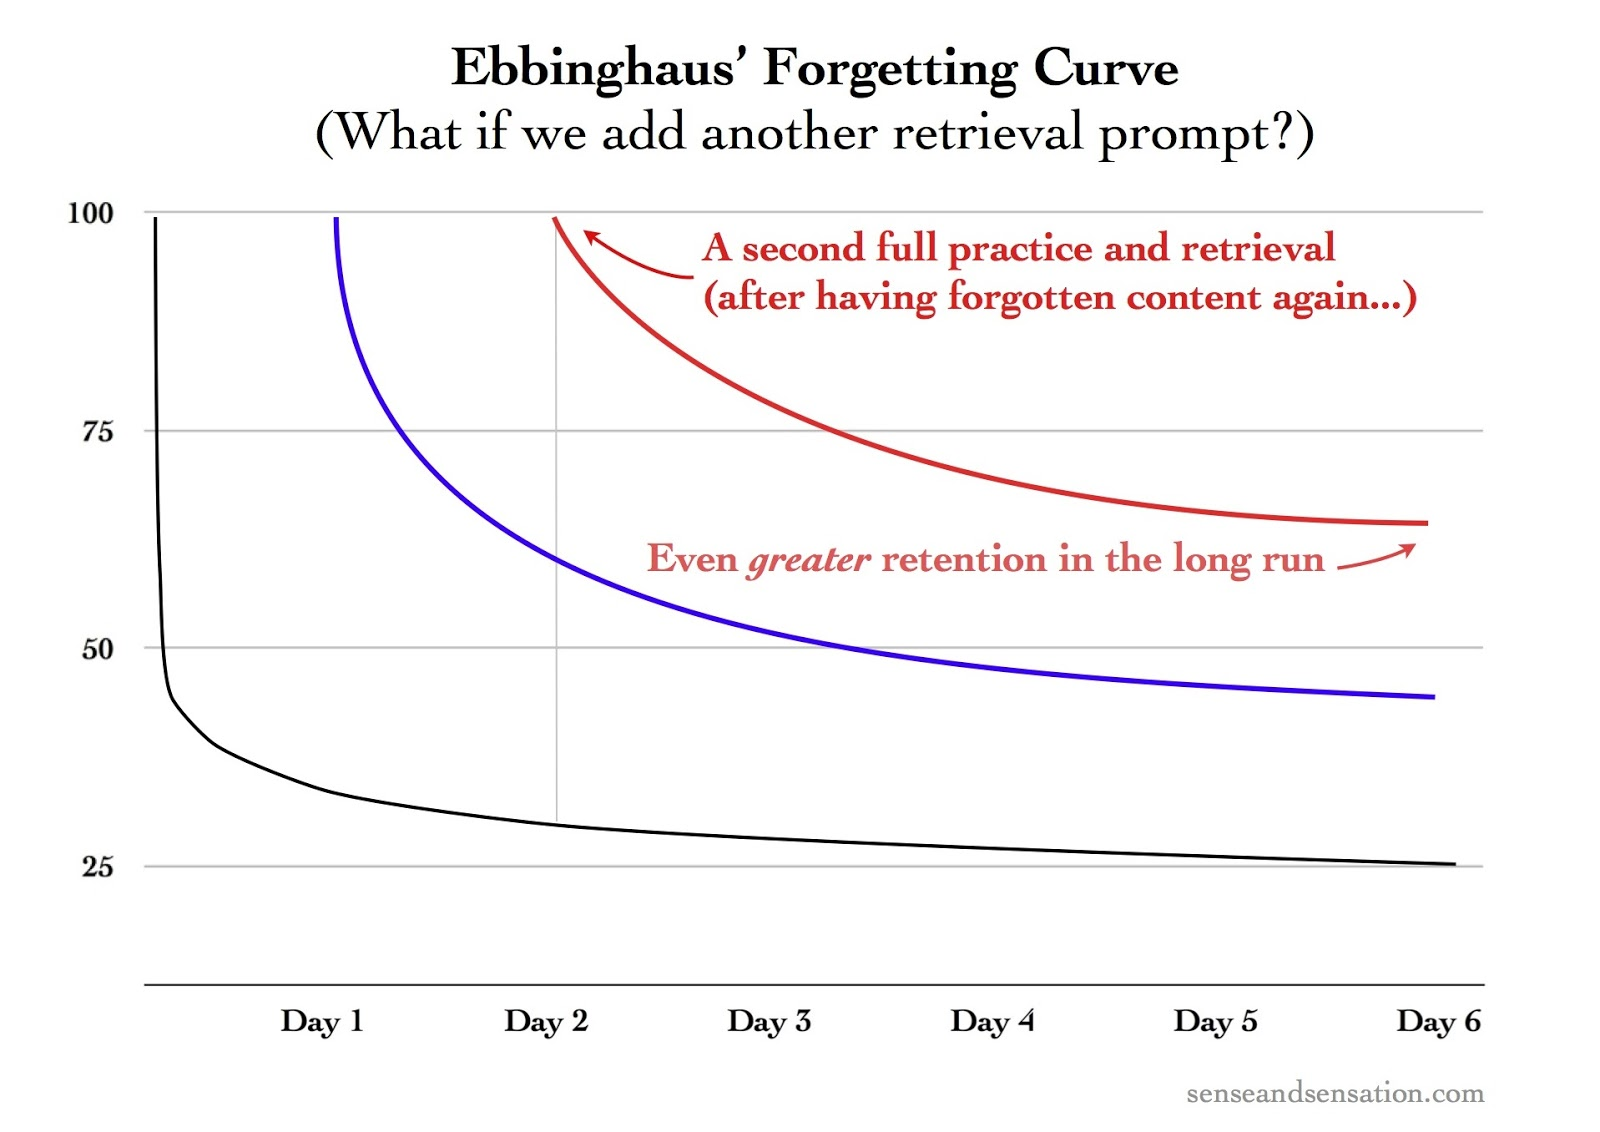 Ebbinghaus’ Forgetting Curve
(What if we add another retrieval prompt?)
100
A second full practice and retrieval
(after having forgotten content again...)
75
Even greater retention in the long run
50
25
Day 1 Day 2 Day 3 Day 4 Day 5 Day 6
senseandsensation.com